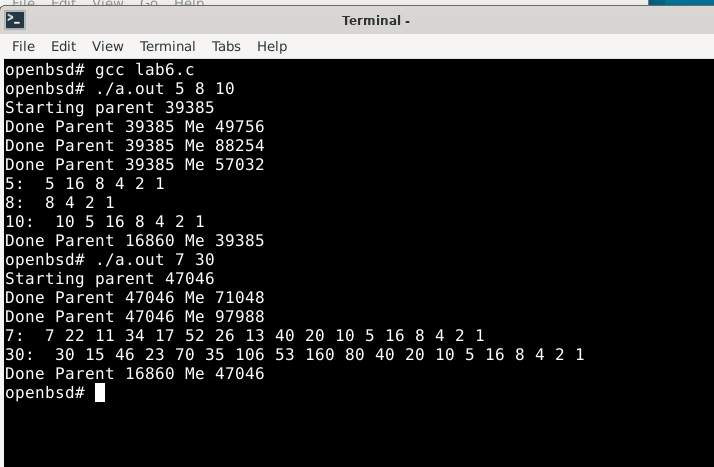 File Edit View Go Help
Terminal -
File Edit View Terminal Tabs Help
openbsd# gcc lab6.c
openbsd# ./a.out 5 8 10
Starting parent 39385
Done Parent 39385 Me 49756
Done Parent 39385 Me 88254
Done Parent 39385 Me 57032
5:  5 16 8 4 2 1
8:  8 4 2 1
10:  10 5 16 8 4 2 1
Done Parent 16860 Me 39385
openbsd# ./a.out 7 30
Starting parent 47046
Done Parent 47046 Me 71048
Done Parent 47046 Me 97988
7:  7 22 11 34 17 52 26 13 40 20 10 5 16 8 4 2 1
30:  30 15 46 23 70 35 106 53 160 80 40 20 10 5 16 8 4 2 1
Done Parent 16860 Me 47046
openbsd#